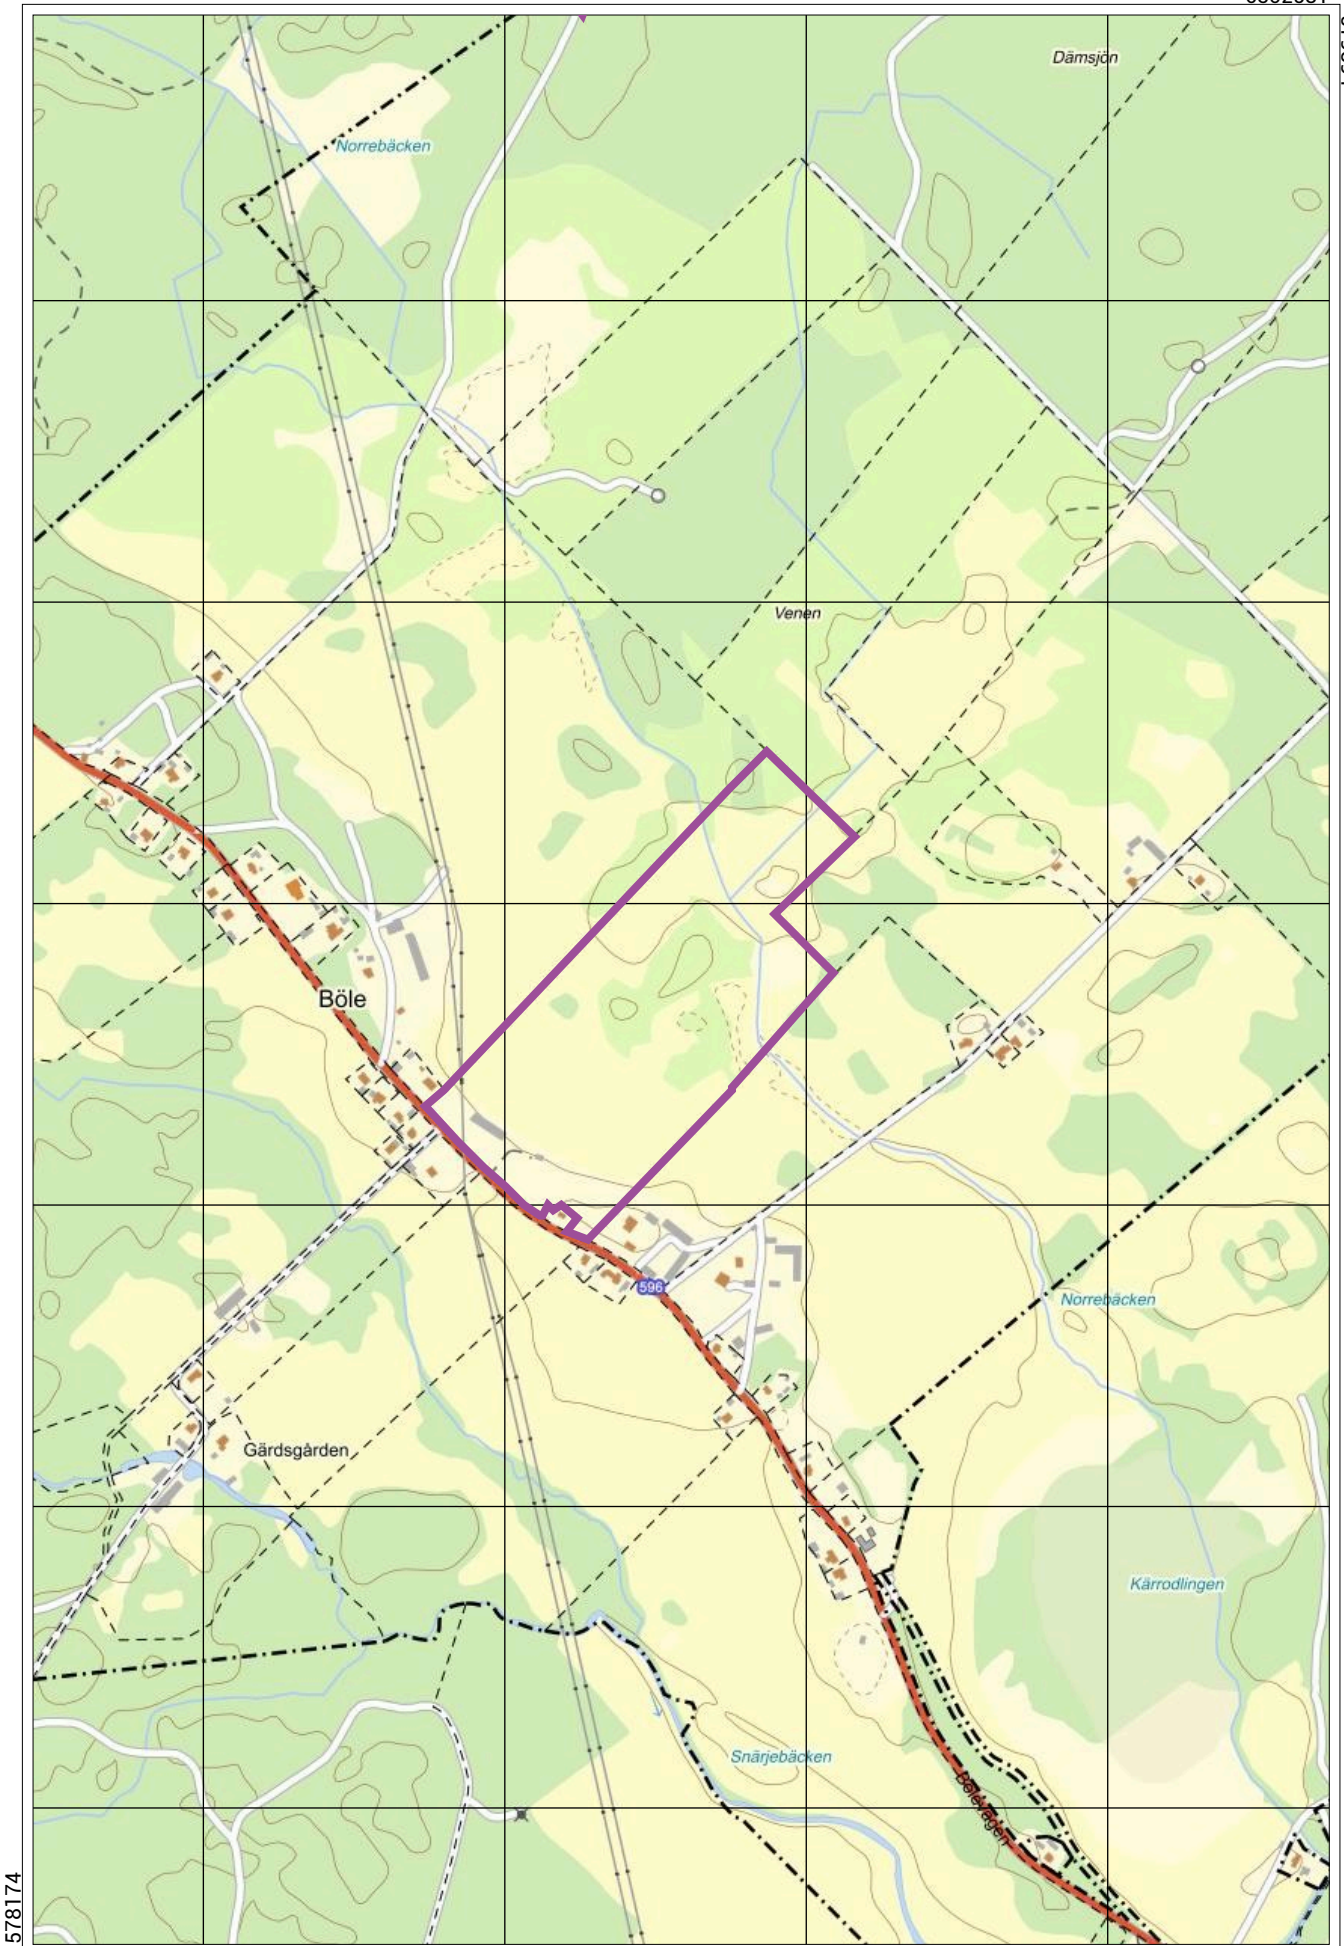 Dämsjön
Norrebäcken
Venen
Böle
596
Norrebäcken
Gärdsgården
Kärrodlingen
Snärjebäcken
Bölevägen
578174